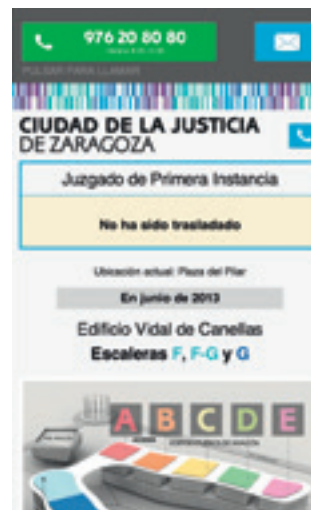 976 20 80 80
PULSAR PARA LLAMAR
CIUDAD DE LA JUSTICIA
DE ZARAGOZA
Juzgado de Primera Instancia
No ha sido trasladado
Ubicación actual: Plaza del Pilar
En junio de 2013
Edificio Vidal de Canellas
Escaleras F, F-G y G
A B C D E